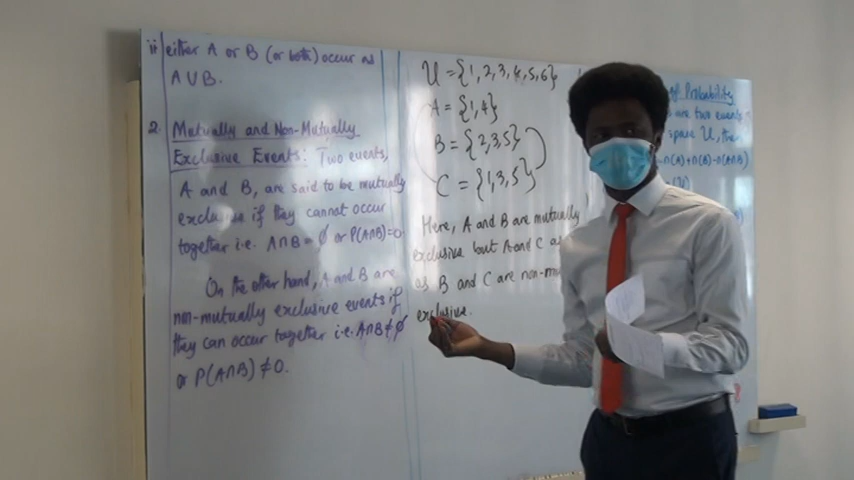 ii either A or B (or both) occur as
A∪B.
2. Mutually and Non-Mutually
Exclusive Events: Two events,
A and B, are said to be mutually
exclusive if they cannot occur
together i.e. A∩B = ∅ or P(A∩B)=0.
On the other hand, A and B are
non-mutually exclusive events if
they can occur together i.e. A∩B ≠ ∅
or P(A∩B) ≠ 0.
U = {1, 2, 3, 4, 5, 6}
A = {1, 4}
B = {2, 3, 5}
C = {1, 3, 5}
Here, A and B are mutually
exclusive but A and C as
as B and C are non-mu
exclusive.
of Probability
are two events
space U, the
n(A)+n(B)-n(A∩B)